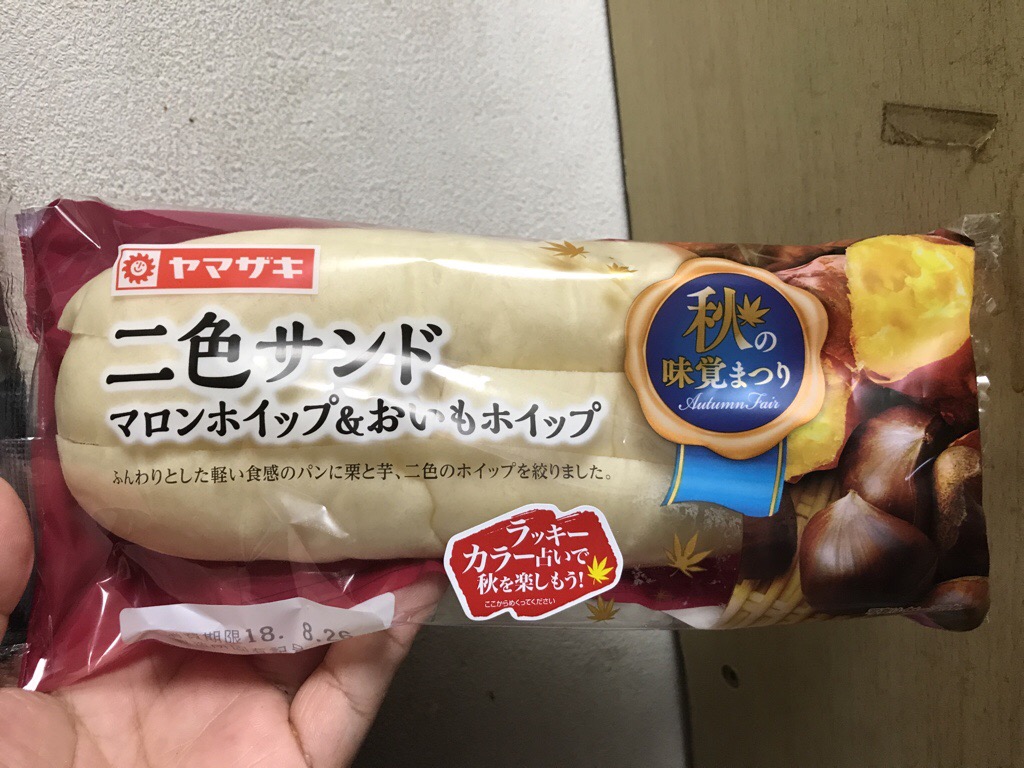 ヤマザキ
二色サンド
マロンホイップ&おいもホイップ
ふんわりとした軽い食感のパンに栗と芋、二色のホイップを絞りました。
秋の
味覚まつり
Autumn Fair
ラッキー
カラー占いで
秋を楽しもう!
ここからめくってください
期限18. 8.26